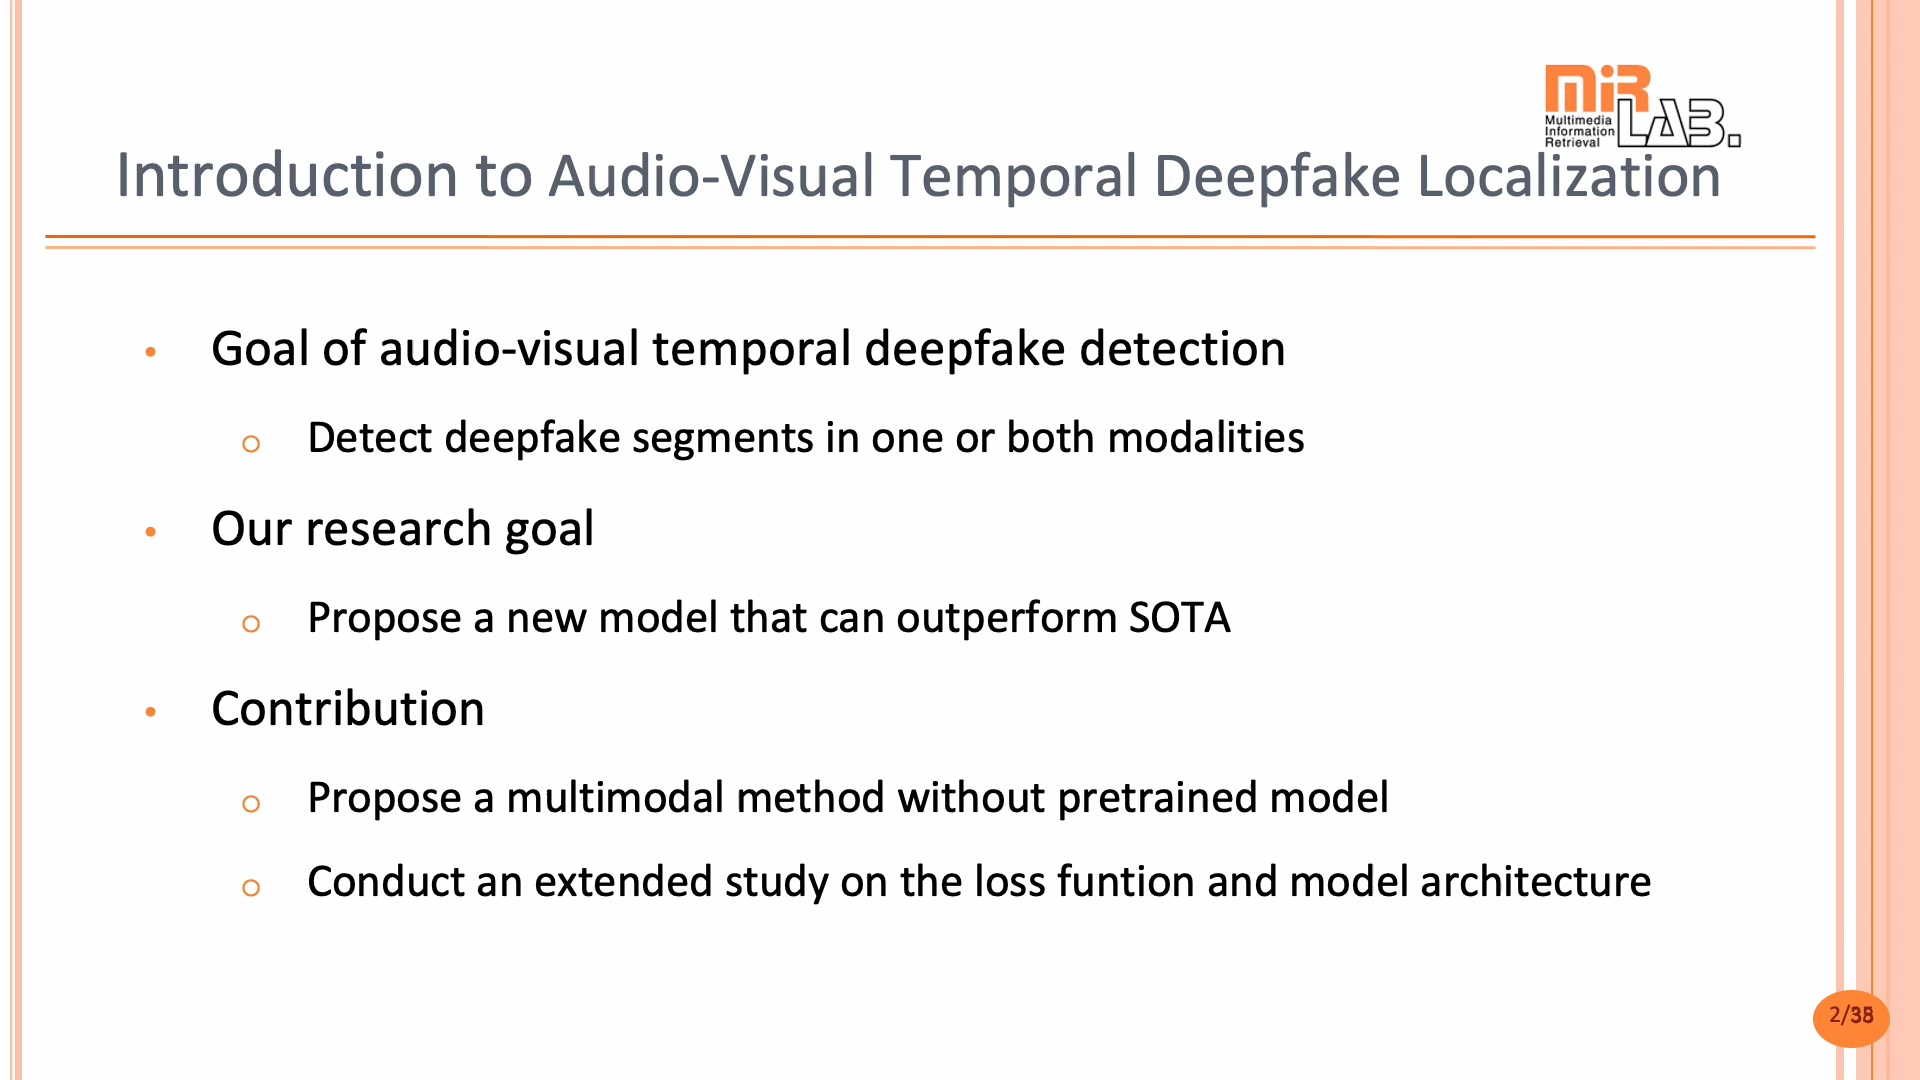 MiR LAB.
Multimedia
Information
Retrieval
Introduction to Audio-Visual Temporal Deepfake Localization
• Goal of audio-visual temporal deepfake detection
○ Detect deepfake segments in one or both modalities
• Our research goal
○ Propose a new model that can outperform SOTA
• Contribution
○ Propose a multimodal method without pretrained model
○ Conduct an extended study on the loss funtion and model architecture
2/